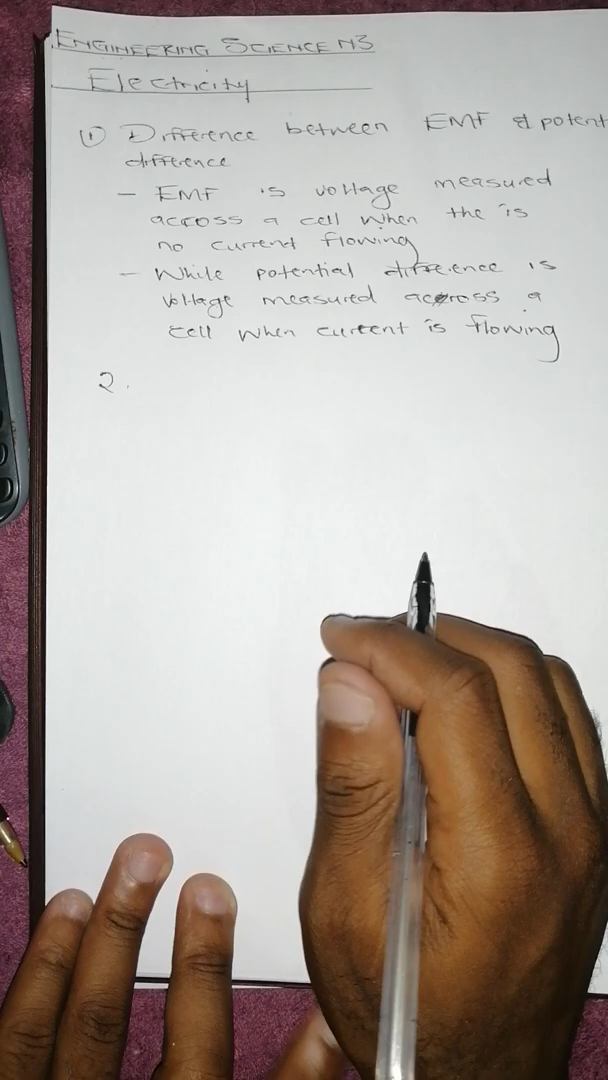 ENGINEERING SCIENCE N3
Electricity
① Difference between EMF & potent
difference
- EMF is voltage measured
across a cell when the is
no current flowing
- While potential difference is
voltage measured across a
cell when current is flowing
2.